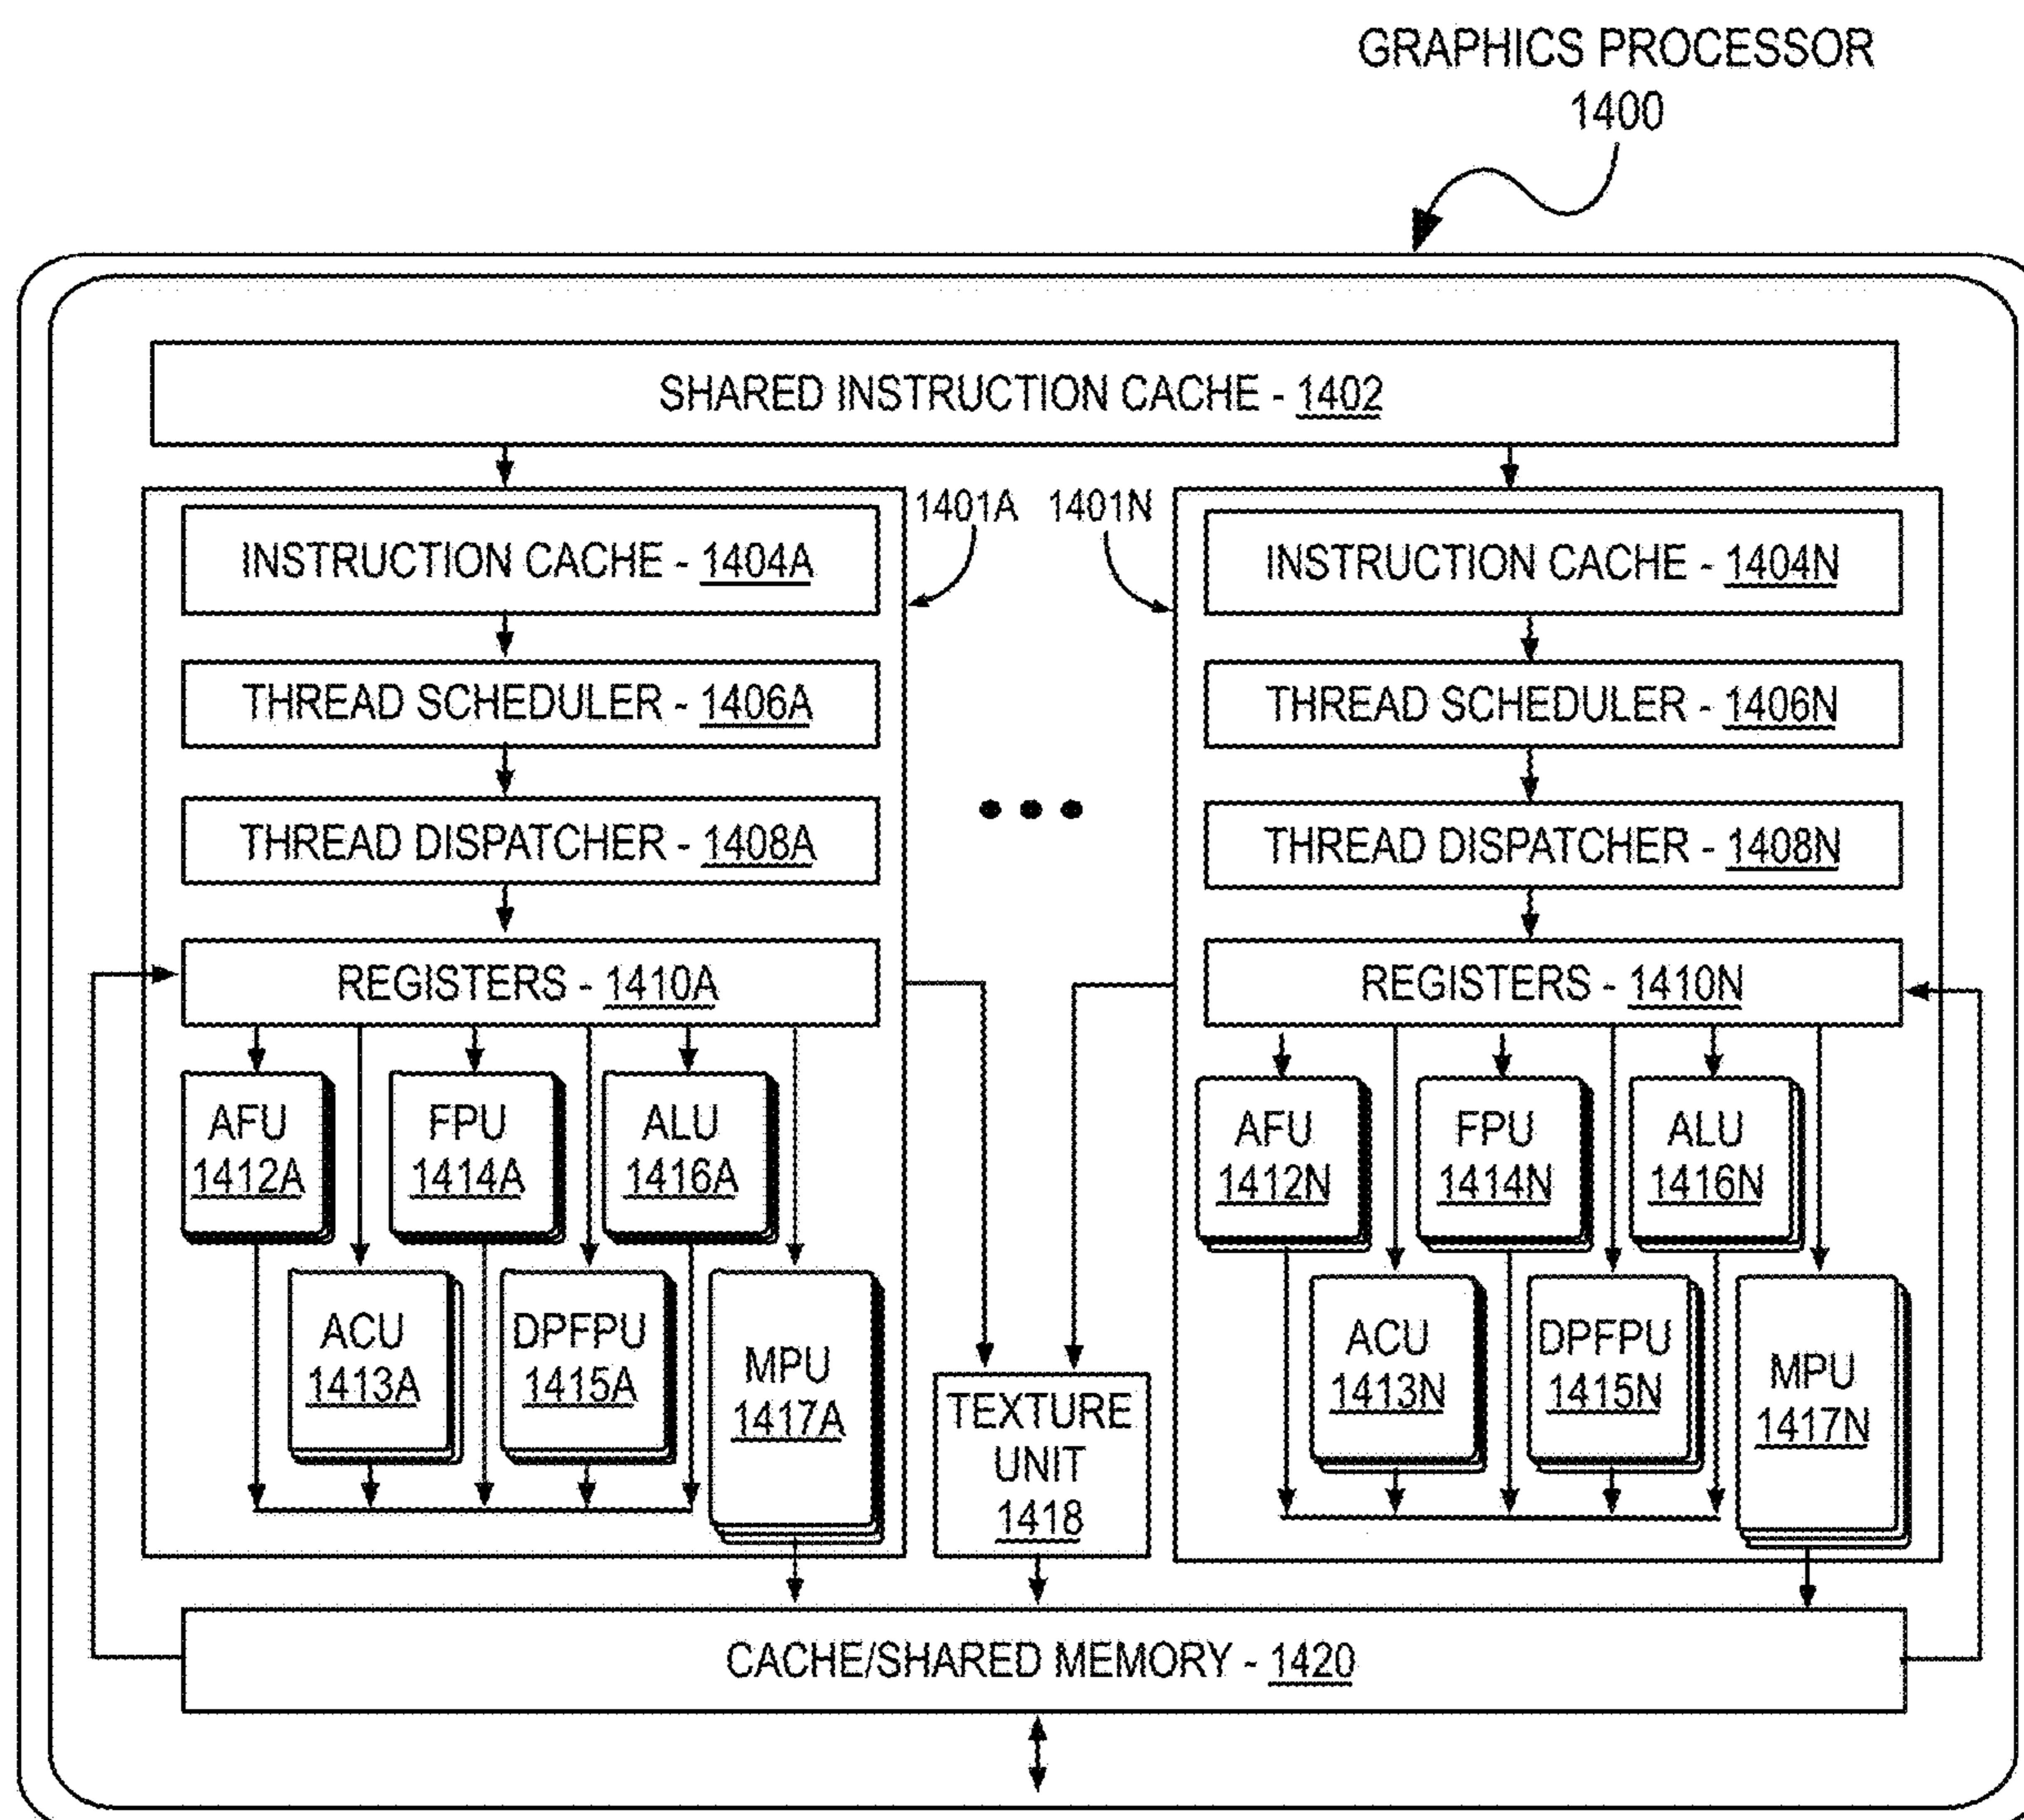 GRAPHICS PROCESSOR
1400
SHARED INSTRUCTION CACHE - 1402
1401A
1401N
INSTRUCTION CACHE - 1404A
THREAD SCHEDULER - 1406A
THREAD DISPATCHER - 1408A
REGISTERS - 1410A
AFU
1412A
FPU
1414A
ALU
1416A
ACU
1413A
DPFPU
1415A
MPU
1417A
TEXTURE
UNIT
1418
INSTRUCTION CACHE - 1404N
THREAD SCHEDULER - 1406N
THREAD DISPATCHER - 1408N
REGISTERS - 1410N
AFU
1412N
FPU
1414N
ALU
1416N
ACU
1413N
DPFPU
1415N
MPU
1417N
CACHE/SHARED MEMORY - 1420